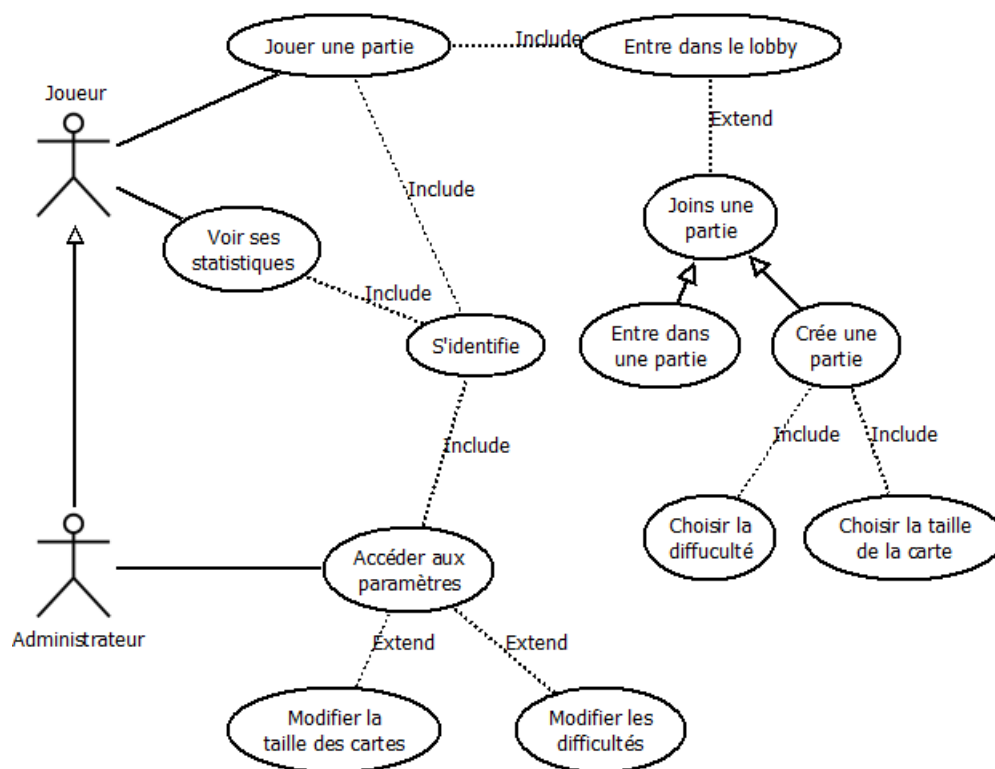 Jouer une partie
Include
Entre dans le lobby
Joueur
Extend
Include
Joins une
partie
Voir ses
statistiques
Include
S'identifie
Entre dans
une partie
Crée une
partie
Include
Include
Include
Choisir la
diffuculté
Choisir la taille
de la carte
Accéder aux
paramètres
Administrateur
Extend
Extend
Modifier la
taille des cartes
Modifier les
difficultés